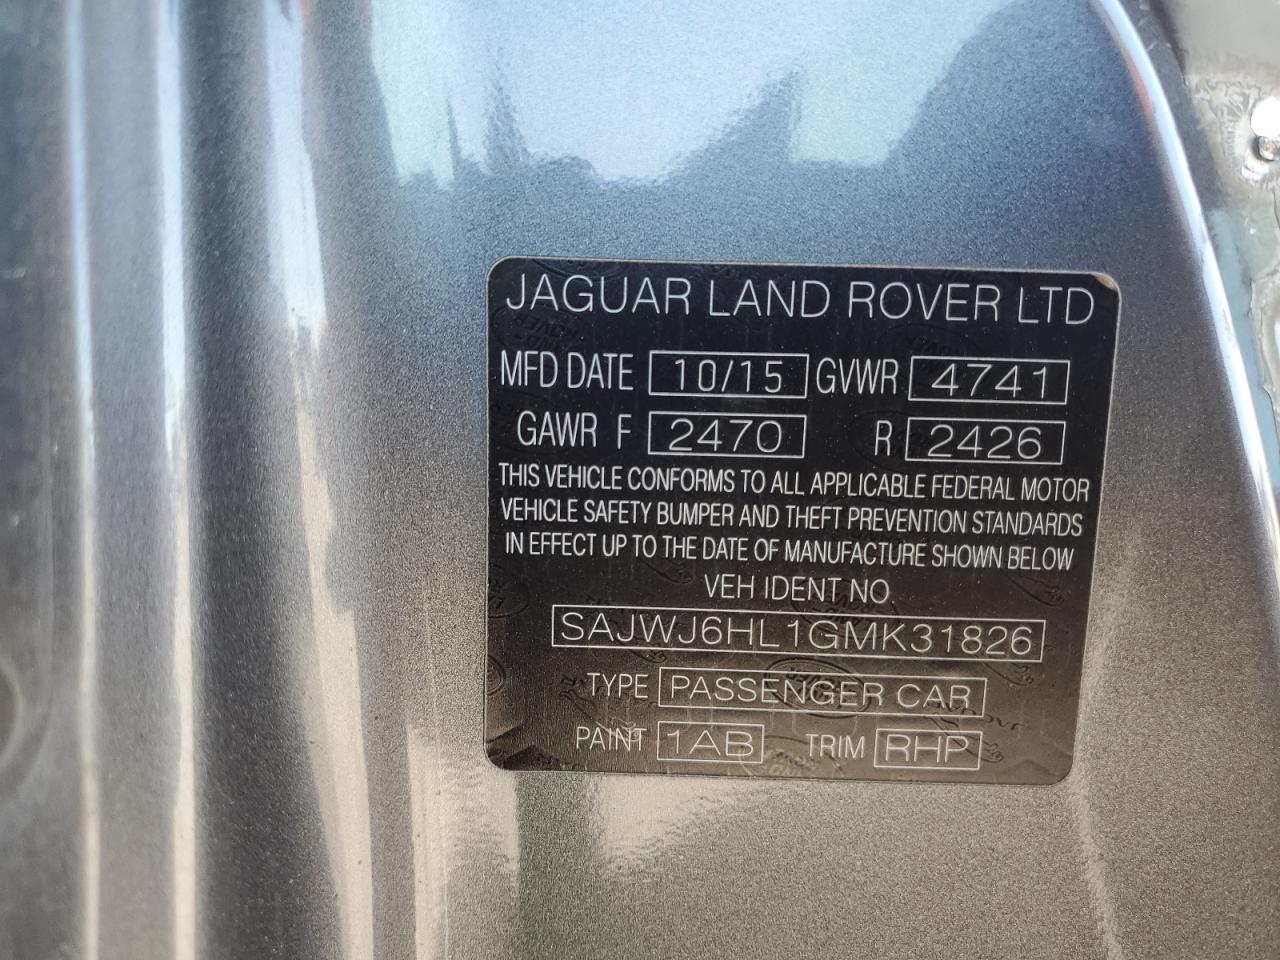 JAGUAR LAND ROVER LTD
MFD DATE 10/15 GVWR 4741
GAWR F 2470 R 2426
THIS VEHICLE CONFORMS TO ALL APPLICABLE FEDERAL MOTOR
VEHICLE SAFETY BUMPER AND THEFT PREVENTION STANDARDS
IN EFFECT UP TO THE DATE OF MANUFACTURE SHOWN BELOW
VEH IDENT NO
SAJWJ6HL1GMK31826
TYPE PASSENGER CAR
PAINT 1AB TRIM RHP